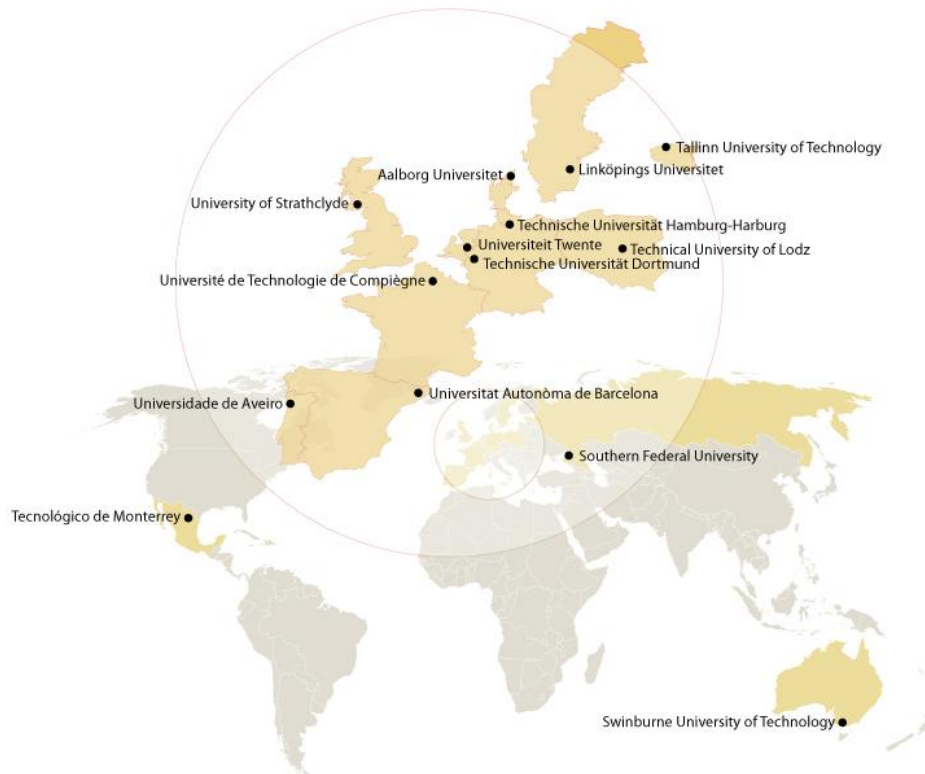 Tallinn University of Technology
Linköpings Universitet
Aalborg Universitet
University of Strathclyde
Technische Universität Hamburg-Harburg
Universiteit Twente
Technical University of Lodz
Technische Universität Dortmund
Université de Technologie de Compiègne
Universitat Autonòma de Barcelona
Universidade de Aveiro
Southern Federal University
Tecnológico de Monterrey
Swinburne University of Technology